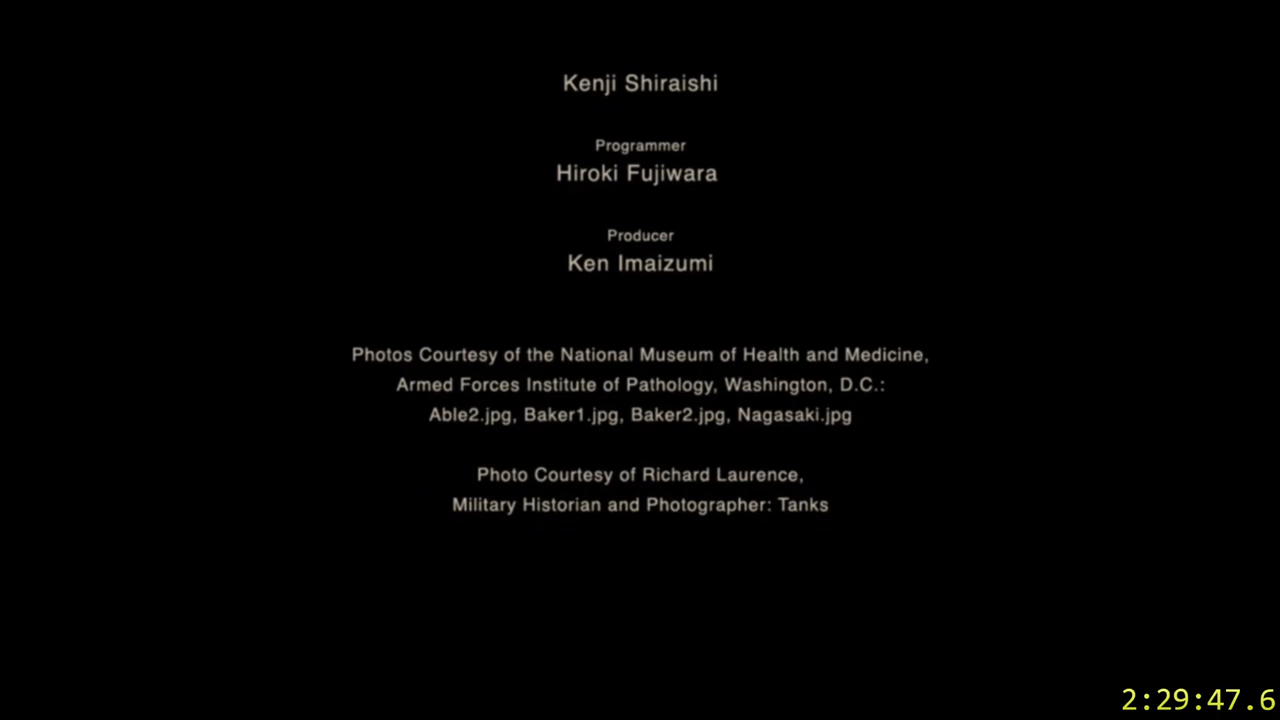 Kenji Shiraishi
Programmer
Hiroki Fujiwara
Producer
Ken Imaizumi
Photos Courtesy of the National Museum of Health and Medicine,
Armed Forces Institute of Pathology, Washington, D.C.:
Able2.jpg, Baker1.jpg, Baker2.jpg, Nagasaki.jpg
Photo Courtesy of Richard Laurence,
Military Historian and Photographer: Tanks
2:29:47.6